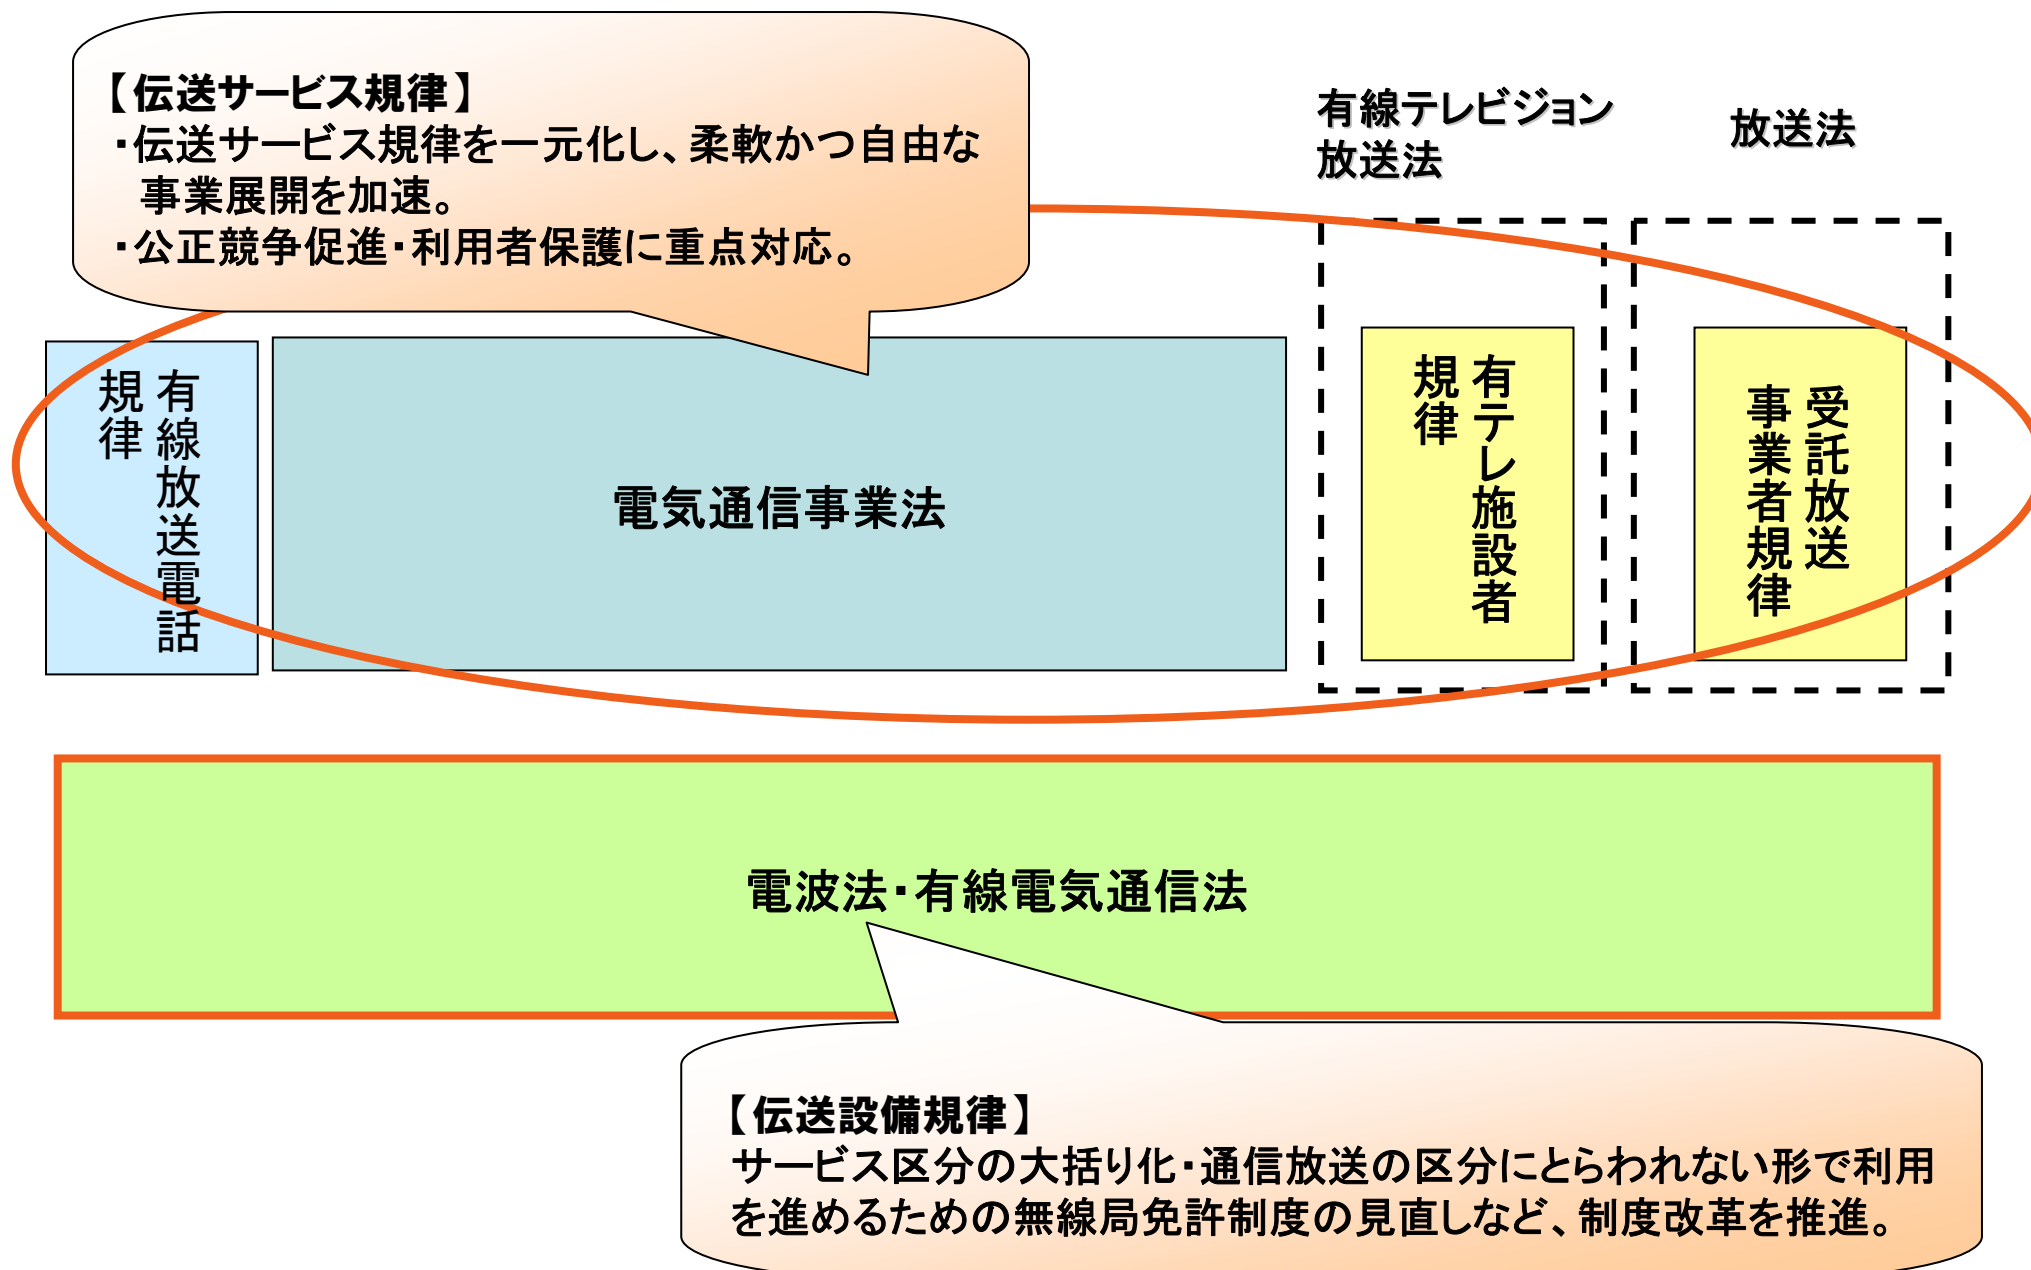 【伝送サービス規律】
・伝送サービス規律を一元化し、柔軟かつ自由な
事業展開を加速。
・公正競争促進・利用者保護に重点対応。
有線テレビジョン
放送法
放送法
有線放送電話
規律
電気通信事業法
有テレ施設者
規律
受託放送
事業者規律
電波法・有線電気通信法
【伝送設備規律】
サービス区分の大括り化・通信放送の区分にとらわれない形で利用
を進めるための無線局免許制度の見直しなど、制度改革を推進。